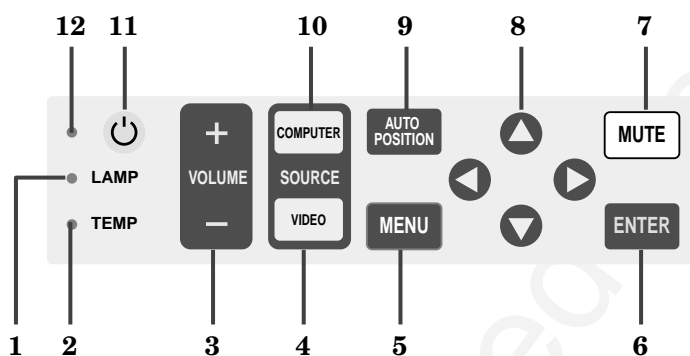 12 11 10 9 8 7
COMPUTER
AUTO
POSITION
MUTE
LAMP
VOLUME
SOURCE
TEMP
VIDEO
MENU
ENTER
1 2 3 4 5 6